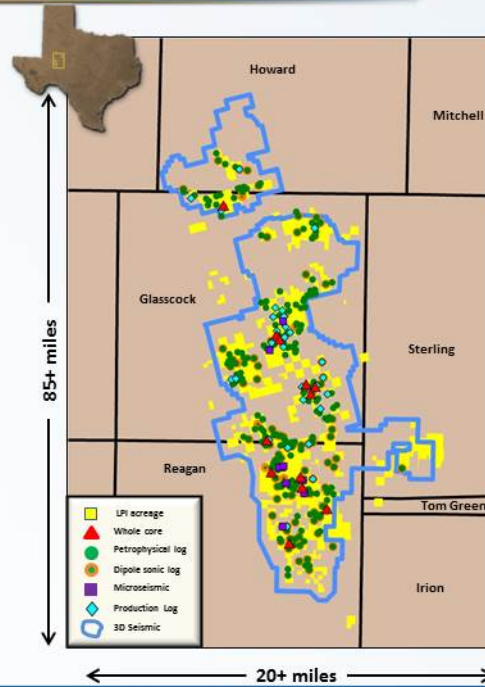 Howard
Mitchell
Glasscock
Sterling
85+ miles
Reagan
Tom Green
Irion
LPI acreage
Whole core
Petrophysical log
Dipole sonic log
Microseismic
Production Log
3D Seismic
20+ miles